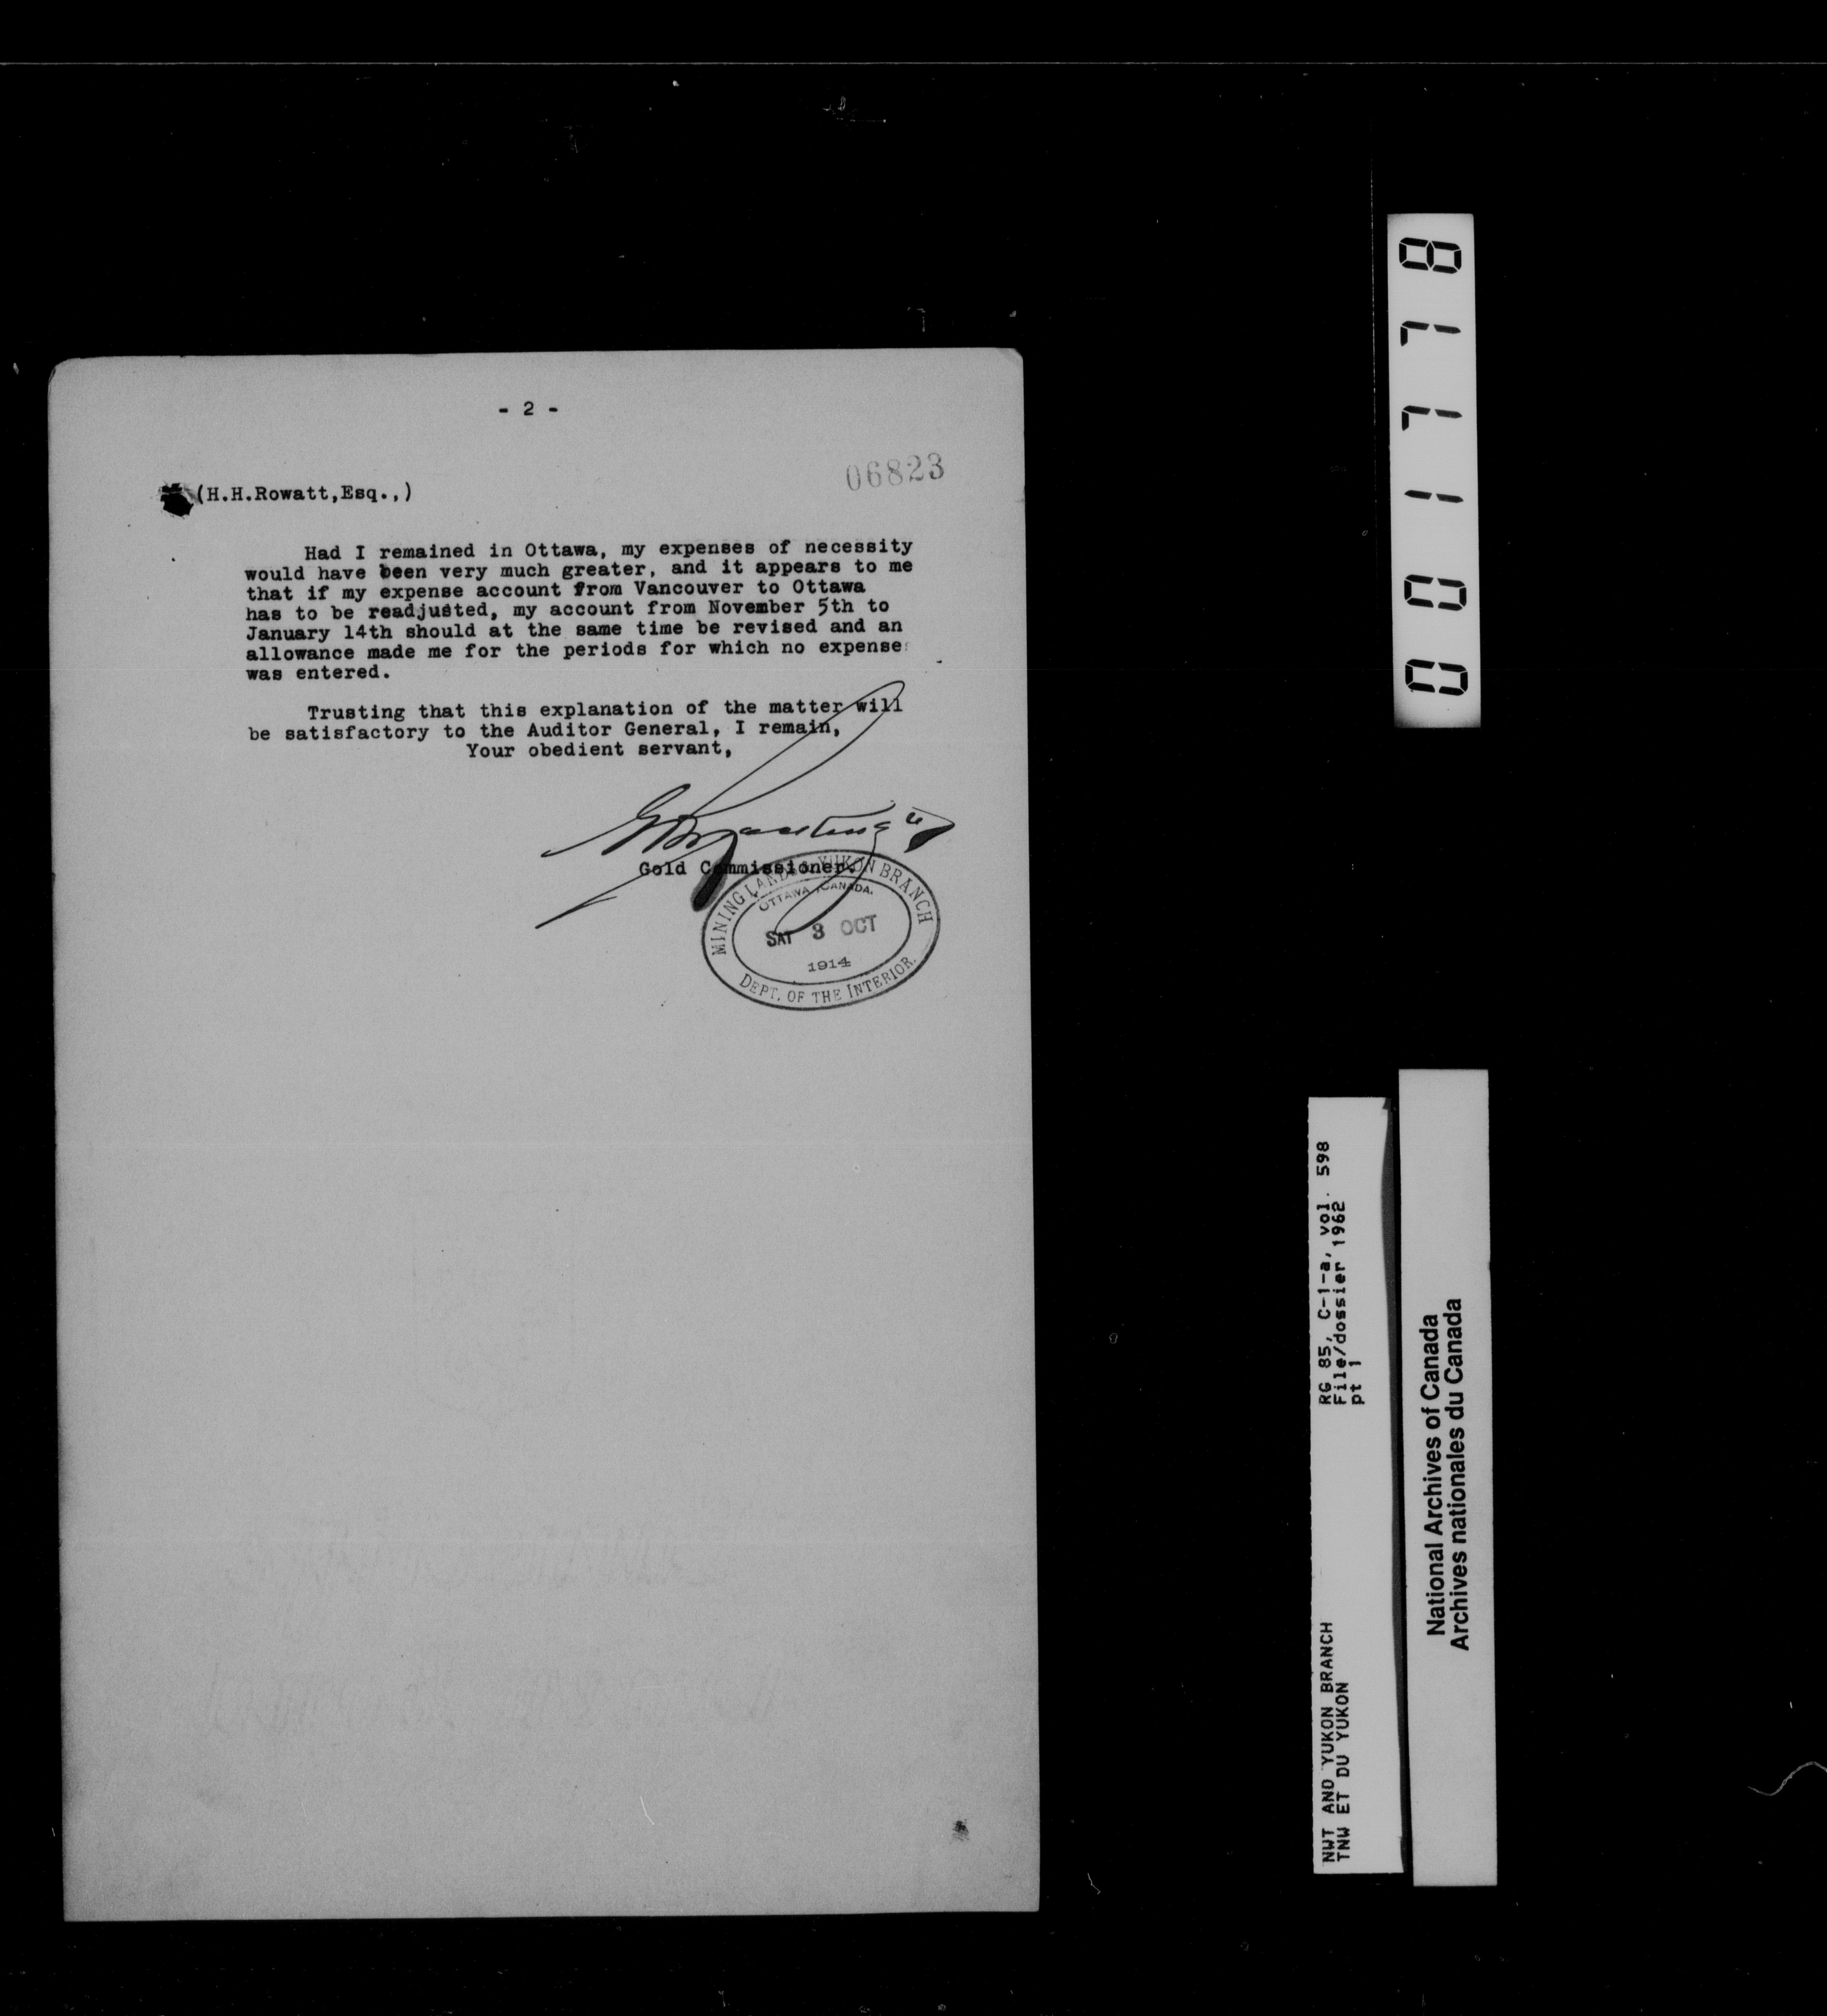 - 2 -
06823
(H.H.Rowatt,Esq.,)
Had I remained in Ottawa, my expenses of necessity
would have been very much greater, and it appears to me
that if my expense account from Vancouver to Ottawa
has to be readjusted, my account from November 5th to
January 14th should at the same time be revised and an
allowance made me for the periods for which no expense
was entered.
Trusting that this explanation of the matter will
be satisfactory to the Auditor General, I remain,
Your obedient servant,
Gold Commissioner.
MINING LANDS & YUKON BRANCH
OTTAWA, CANADA.
SAT 3 OCT
1914
DEPT. OF THE INTERIOR.
001778
RG 85, C-1-a, vol. 598
File/dossier 1962
pt 1
NWT AND YUKON BRANCH
TNW ET DU YUKON
National Archives of Canada
Archives nationales du Canada